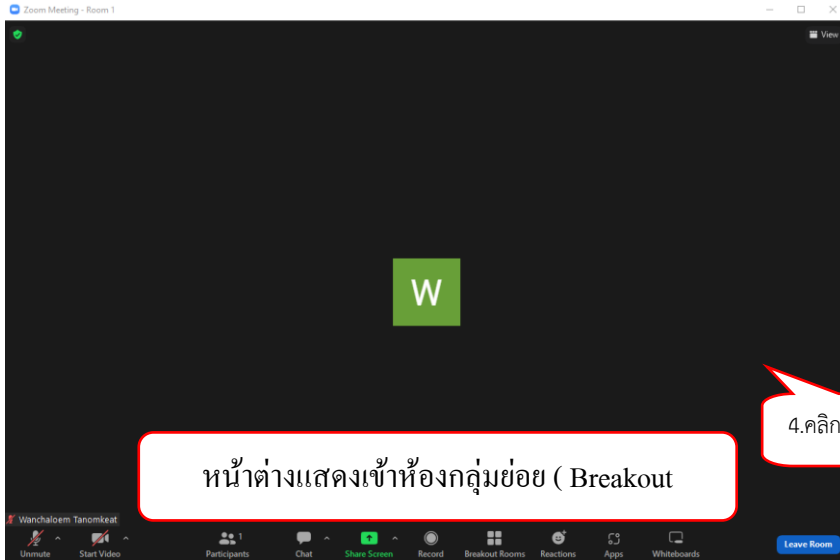 Zoom Meeting - Room 1
View
W
4.คลิก
หน้าต่างแสดงเข้าห้องกลุ่มย่อย ( Breakout
Wanchaloem Tanomkeat
1
Unmute Start Video Participants Chat Share Screen Record Breakout Rooms Reactions Apps Whiteboards Leave Room